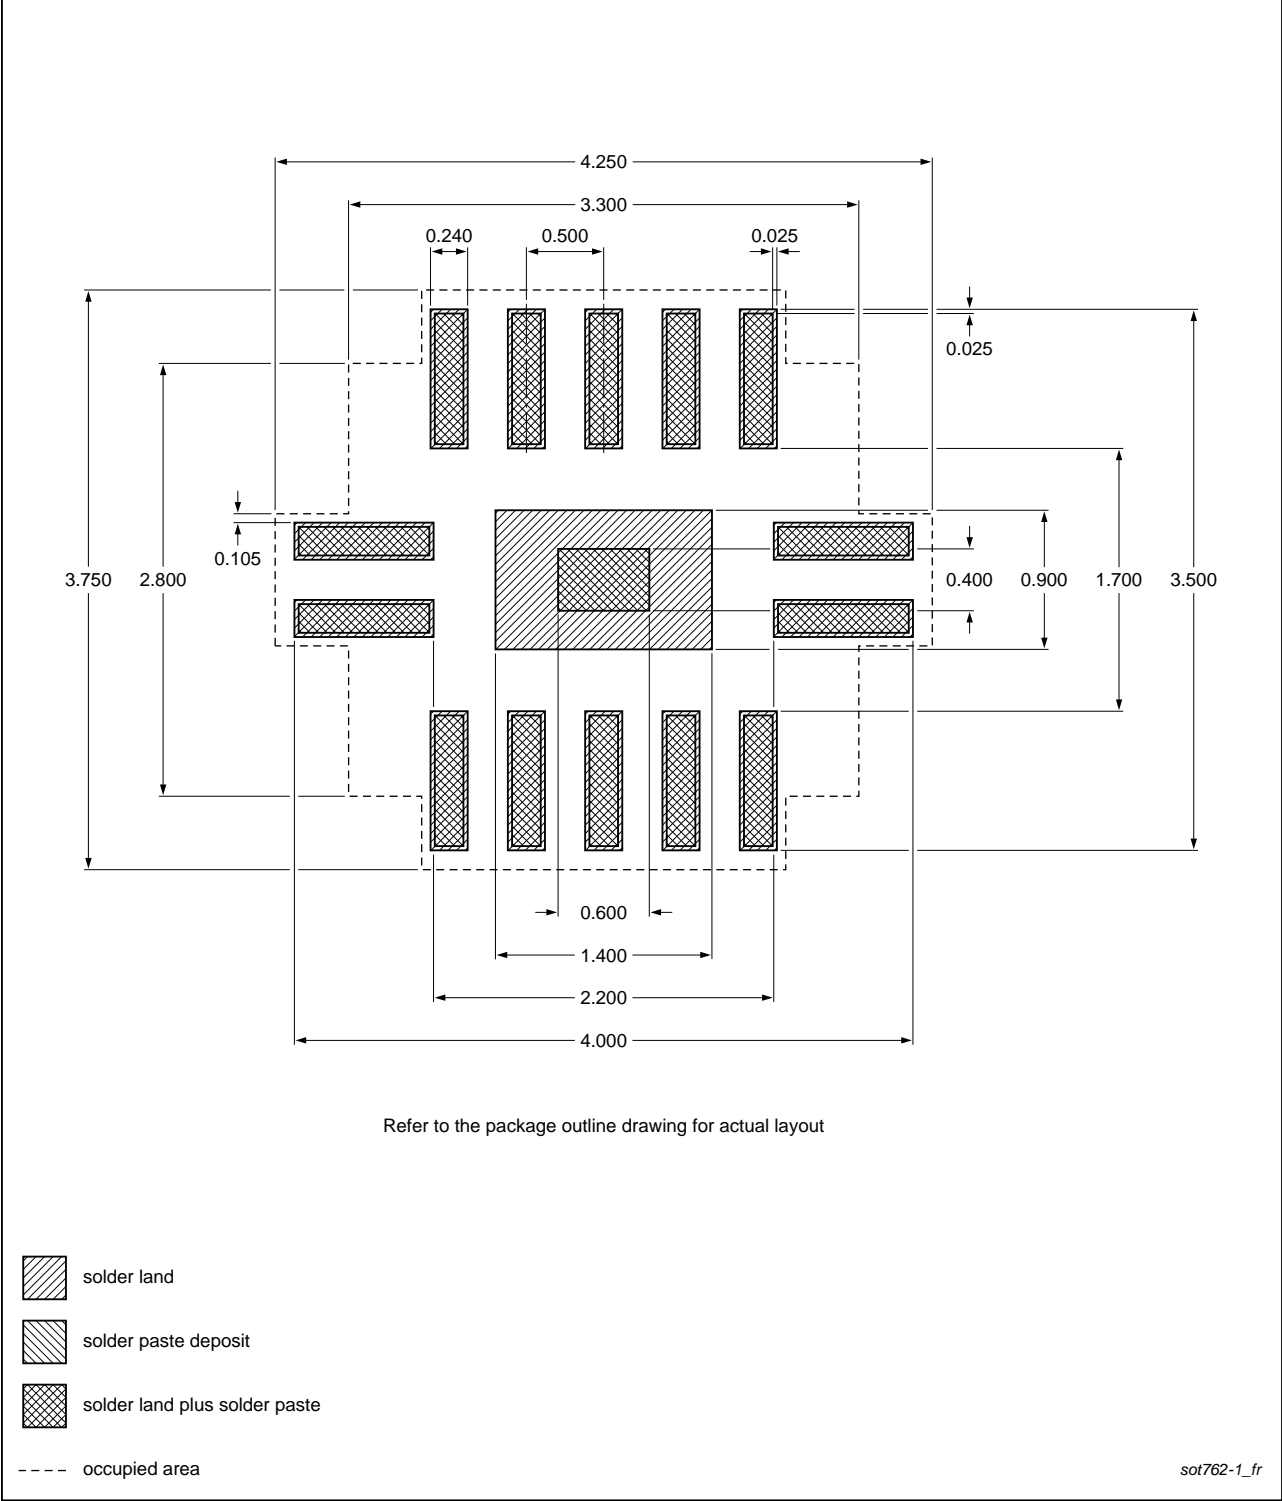 4.250
3.300
0.240 0.500 0.025
0.025
0.105
3.750 2.800 0.400 0.900 1.700 3.500
0.600
1.400
2.200
4.000
Refer to the package outline drawing for actual layout
solder land
solder paste deposit
solder land plus solder paste
occupied area
sot762-1_fr